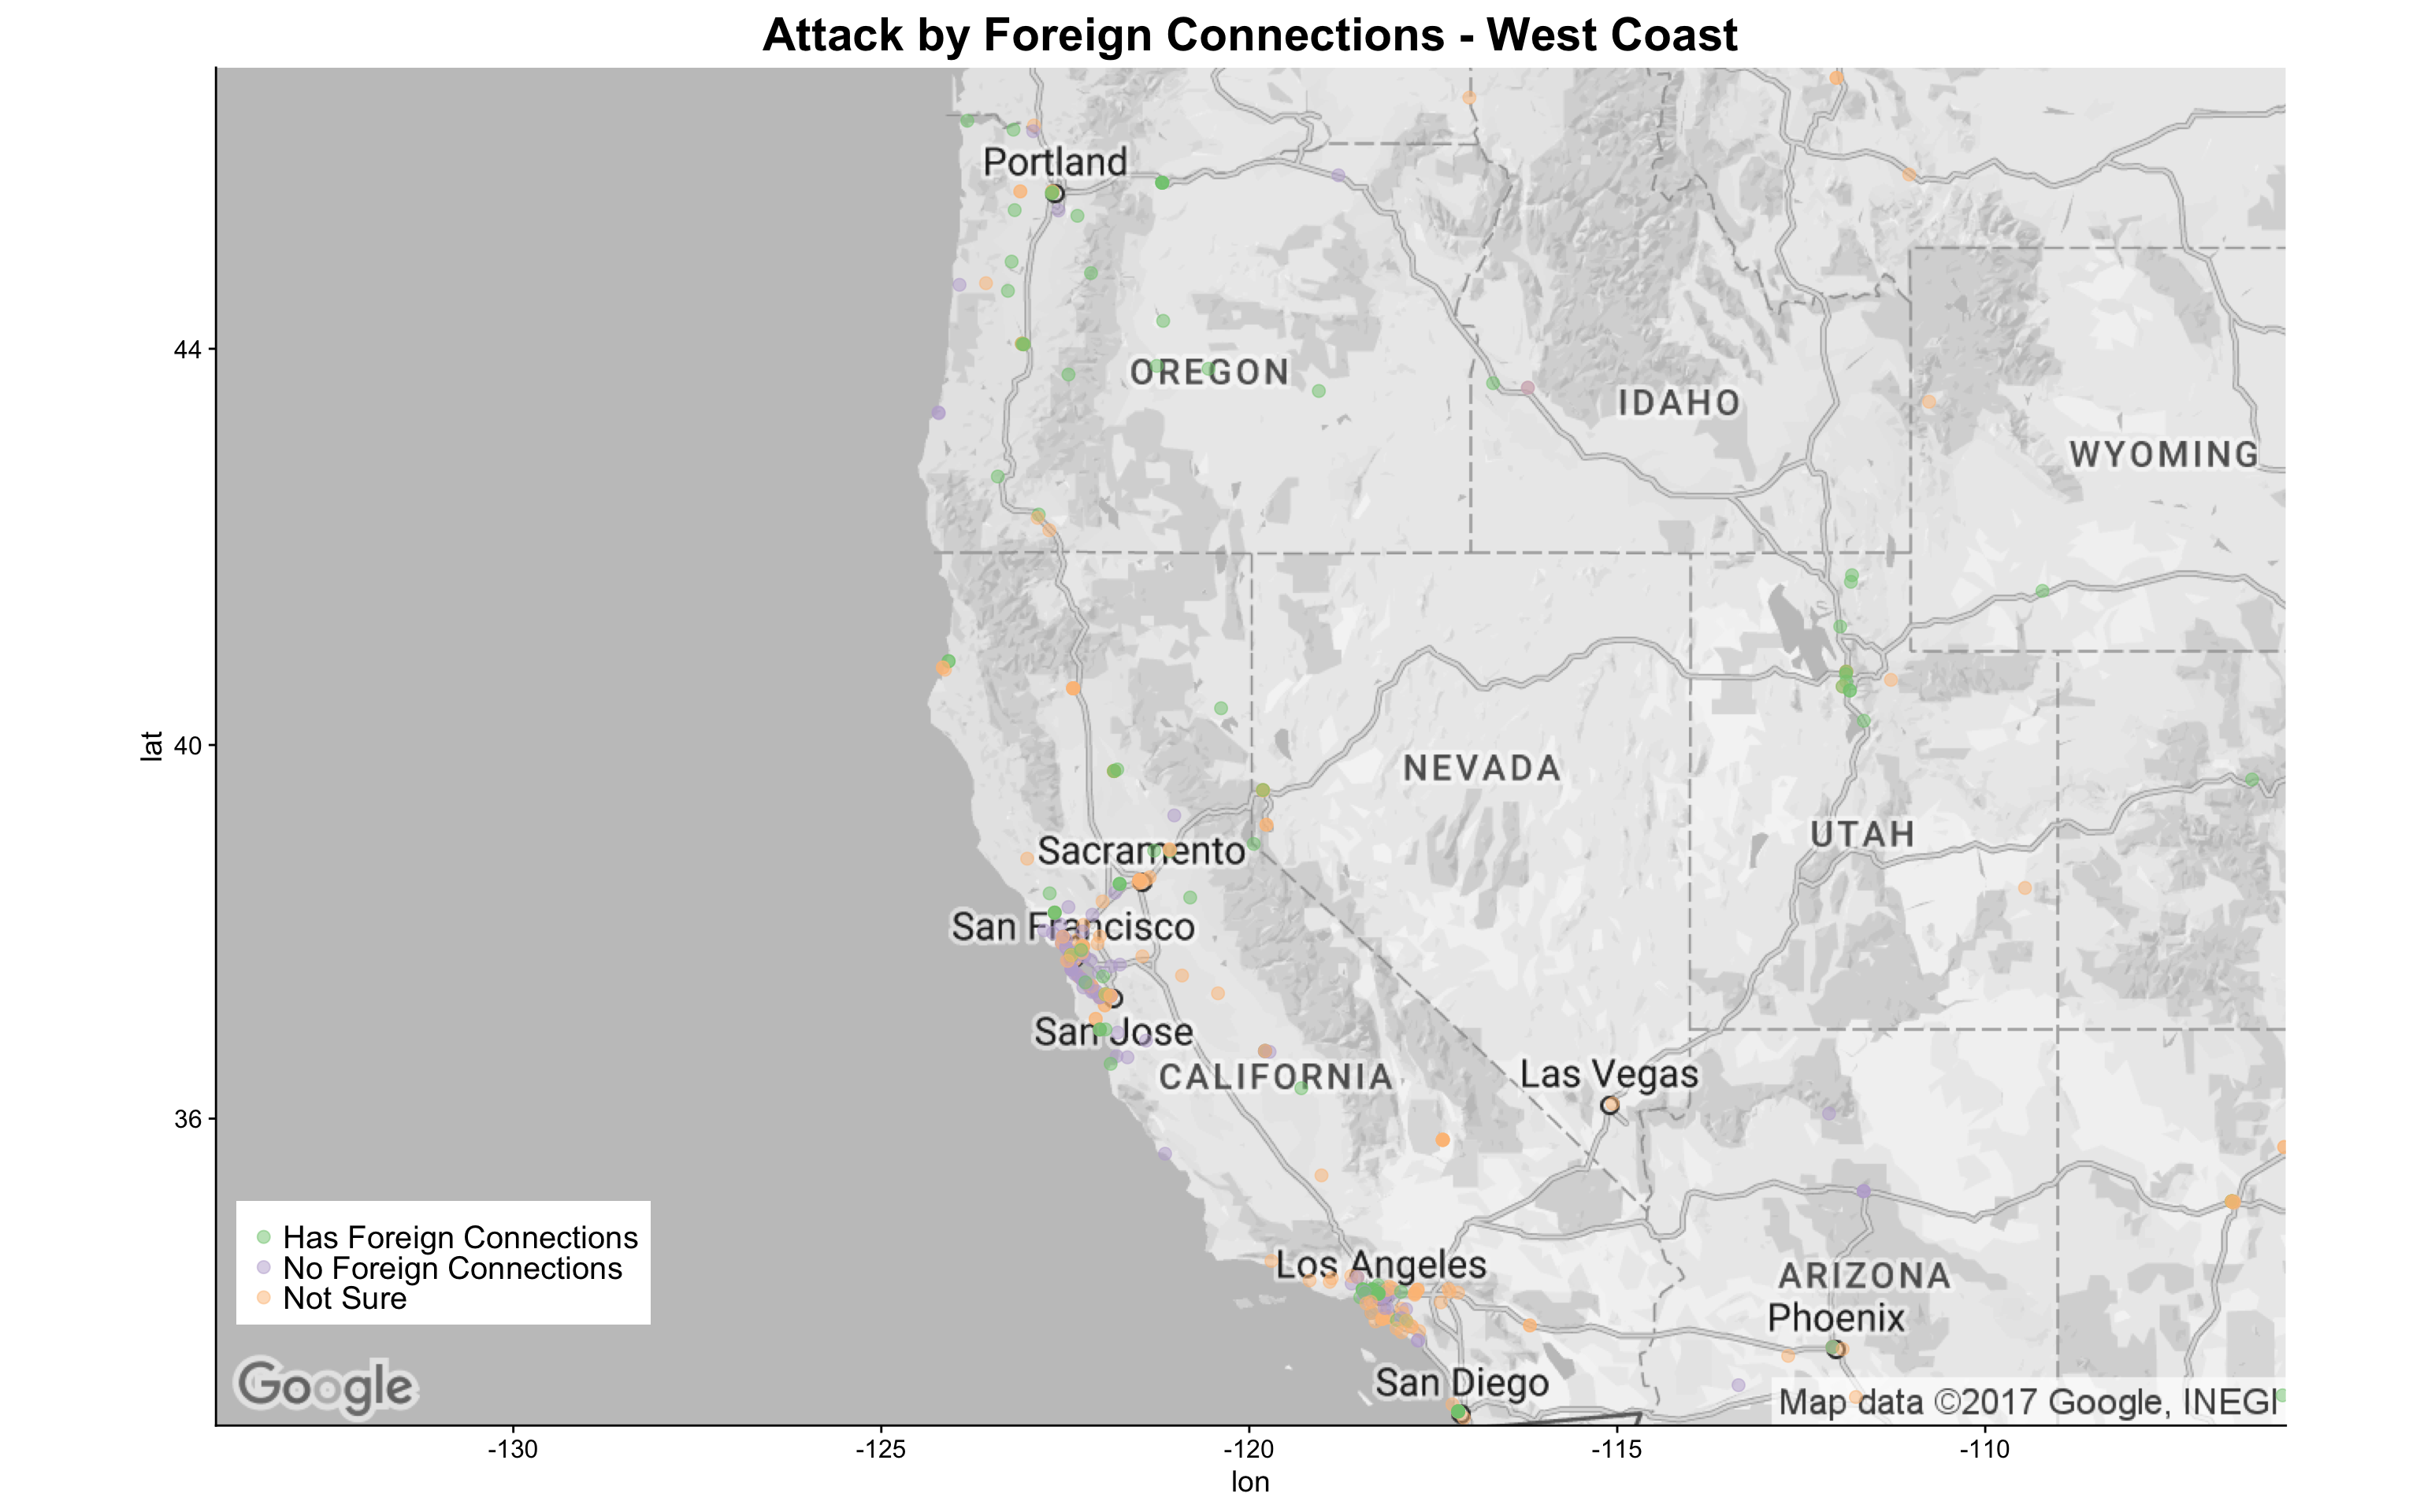 Attack by Foreign Connections - West Coast
Portland
OREGON
IDAHO
WYOMING
NEVADA
UTAH
Sacramento
San Francisco
San Jose
CALIFORNIA
Las Vegas
Los Angeles
ARIZONA
Phoenix
San Diego
44
lat
40
36
Has Foreign Connections
No Foreign Connections
Not Sure
Google
Map data ©2017 Google, INEGI
-130
-125
-120
-115
-110
lon